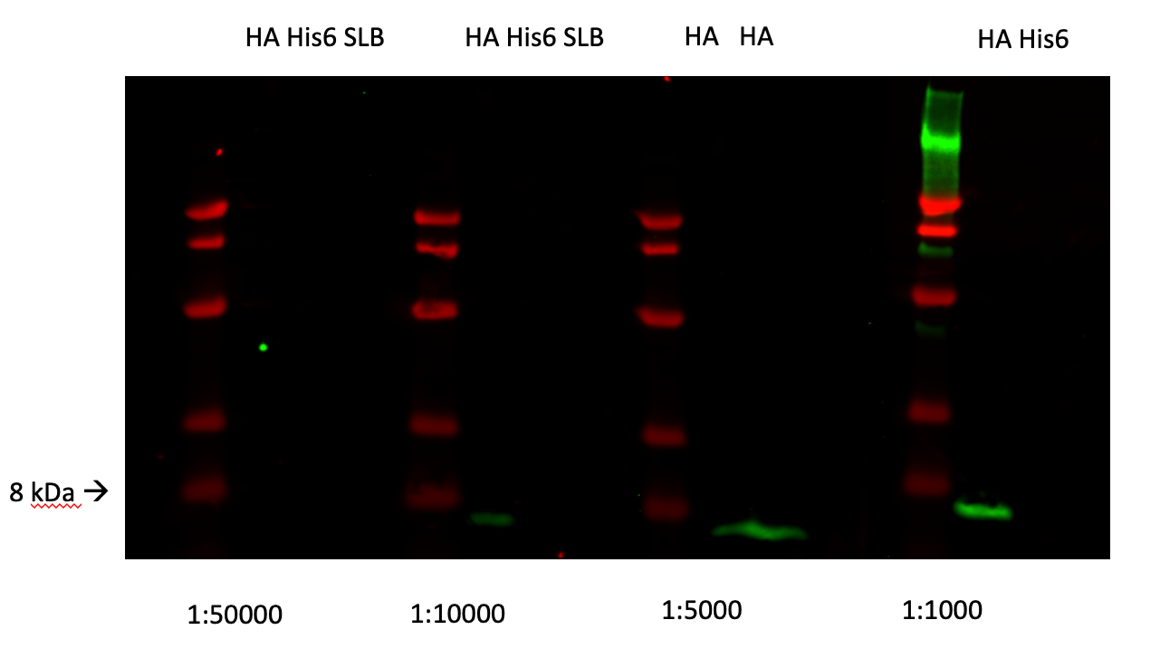 HA His6 SLB HA His6 SLB HA HA HA His6
8 kDa →
1:50000 1:10000 1:5000 1:1000